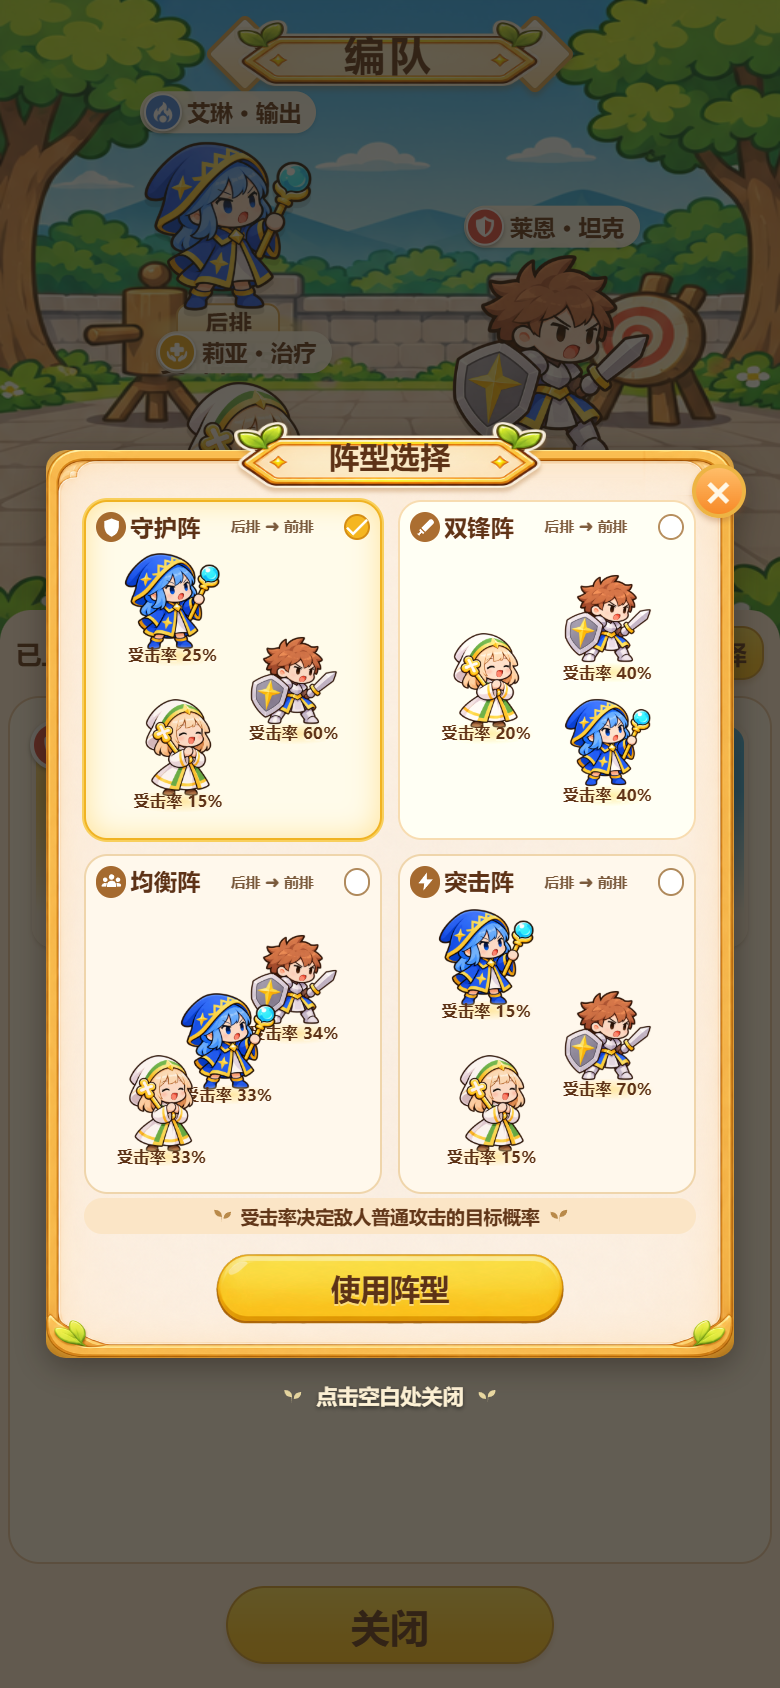 编队
艾琳·输出
莱恩·坦克
后排
莉亚·治疗
阵型选择
守护阵 后排 → 前排
受击率 25%
受击率 60%
受击率 15%
双锋阵 后排 → 前排
受击率 40%
受击率 20%
受击率 40%
均衡阵 后排 → 前排
击率 34%
受击率 33%
受击率 33%
突击阵 后排 → 前排
受击率 15%
受击率 70%
受击率 15%
受击率决定敌人普通攻击的目标概率
使用阵型
点击空白处关闭
已
择
关闭